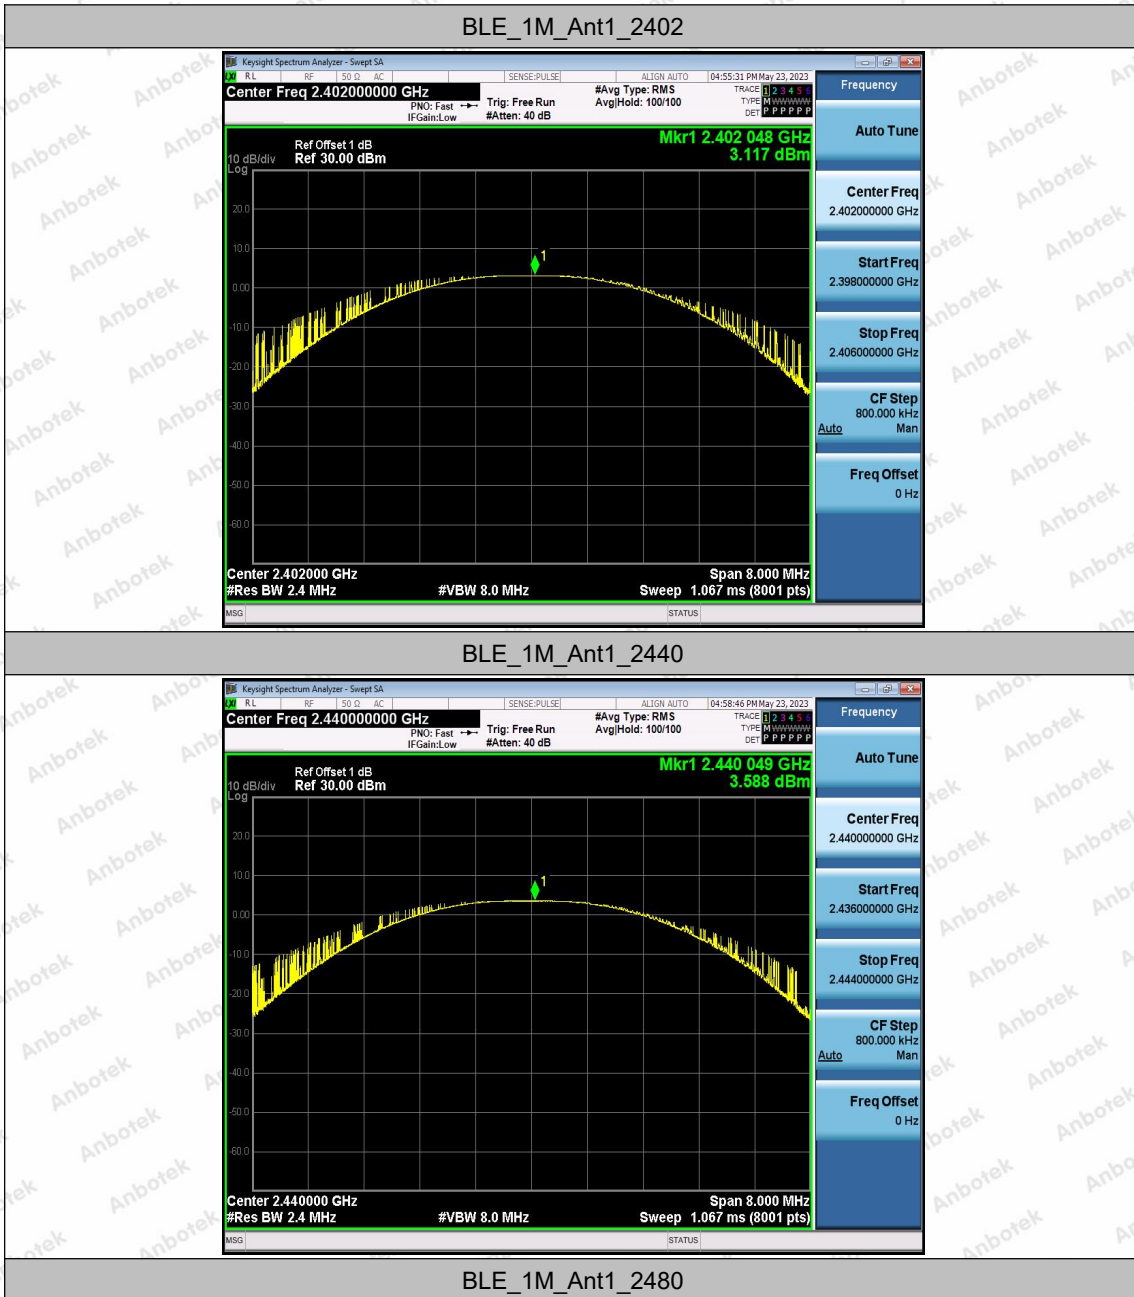 BLE_1M_Ant1_2402
Keysight Spectrum Analyzer - Swept SA
LXI RL RF 50 Ω AC SENSE:PULSE ALIGN AUTO 04:55:31 PM May 23, 2023
Center Freq 2.402000000 GHz
PNO: Fast
IFGain:Low
Trig: Free Run
#Atten: 40 dB
#Avg Type: RMS
Avg|Hold: 100/100
TRACE 1 2 3 4 5 6
TYPE M WWWWW
DET P P P P P P
Frequency
Auto Tune
Center Freq
2.402000000 GHz
Start Freq
2.398000000 GHz
Stop Freq
2.406000000 GHz
CF Step
800.000 kHz
Auto Man
Freq Offset
0 Hz
Ref Offset 1 dB
10 dB/div Ref 30.00 dBm
Log
Mkr1 2.402 048 GHz
3.117 dBm
20.0
10.0
1
0.00
-10.0
-20.0
-30.0
-40.0
-50.0
-60.0
Center 2.402000 GHz Span 8.000 MHz
#Res BW 2.4 MHz #VBW 8.0 MHz Sweep 1.067 ms (8001 pts)
MSG STATUS
BLE_1M_Ant1_2440
Keysight Spectrum Analyzer - Swept SA
LXI RL RF 50 Ω AC SENSE:PULSE ALIGN AUTO 04:58:46 PM May 23, 2023
Center Freq 2.440000000 GHz
PNO: Fast
IFGain:Low
Trig: Free Run
#Atten: 40 dB
#Avg Type: RMS
Avg|Hold: 100/100
TRACE 1 2 3 4 5 6
TYPE M WWWWW
DET P P P P P P
Frequency
Auto Tune
Center Freq
2.440000000 GHz
Start Freq
2.436000000 GHz
Stop Freq
2.444000000 GHz
CF Step
800.000 kHz
Auto Man
Freq Offset
0 Hz
Ref Offset 1 dB
10 dB/div Ref 30.00 dBm
Log
Mkr1 2.440 049 GHz
3.588 dBm
20.0
10.0
1
0.00
-10.0
-20.0
-30.0
-40.0
-50.0
-60.0
Center 2.440000 GHz Span 8.000 MHz
#Res BW 2.4 MHz #VBW 8.0 MHz Sweep 1.067 ms (8001 pts)
MSG STATUS
BLE_1M_Ant1_2480
Anbotek